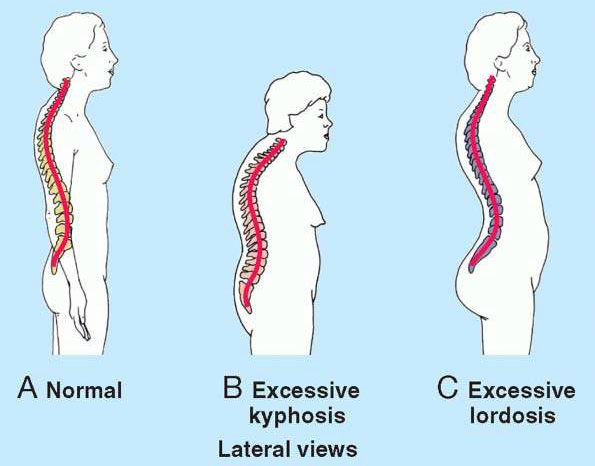 A Normal
B Excessive
kyphosis
C Excessive
lordosis
Lateral views